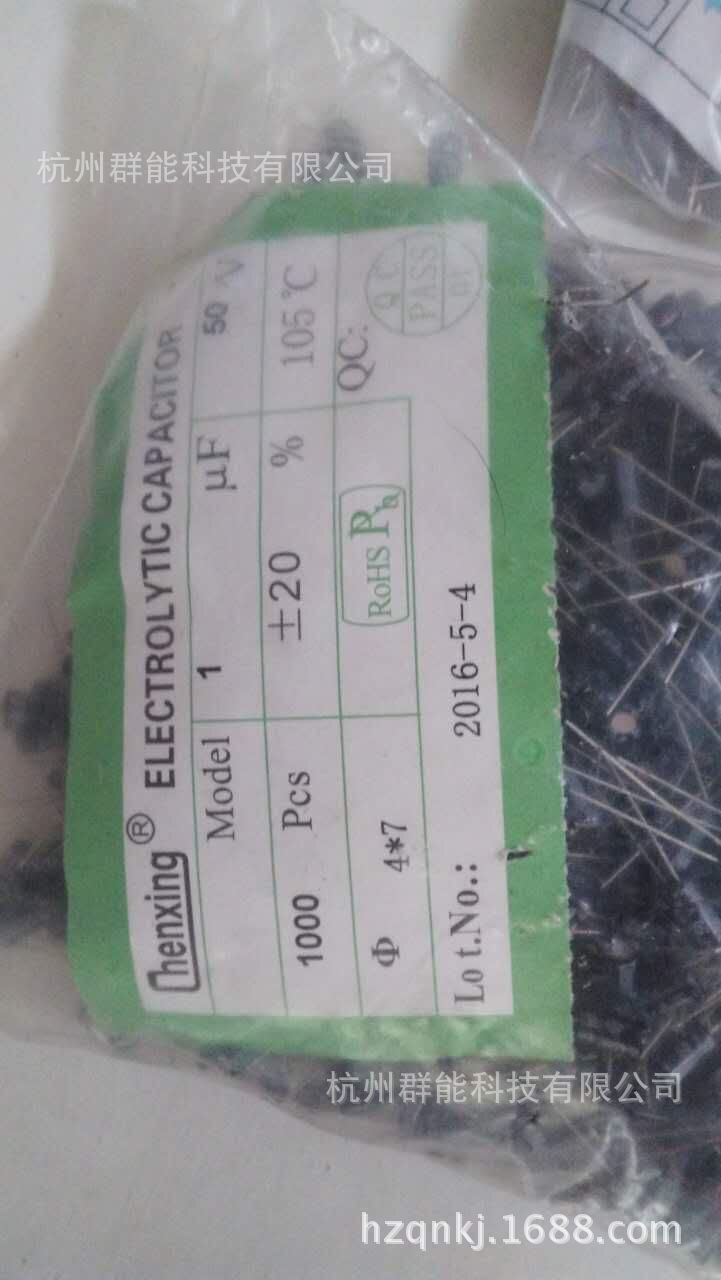 杭州群能科技有限公司
Chenxing® ELECTROLYTIC CAPACITOR
Model 1 μF 50 V
1000 Pcs ±20 % 105℃
Φ 4*7 RoHS Pb QC: Q C PASS 01
Lot.No.: 2016-5-4
杭州群能科技有限公司
hzqnkj.1688.com